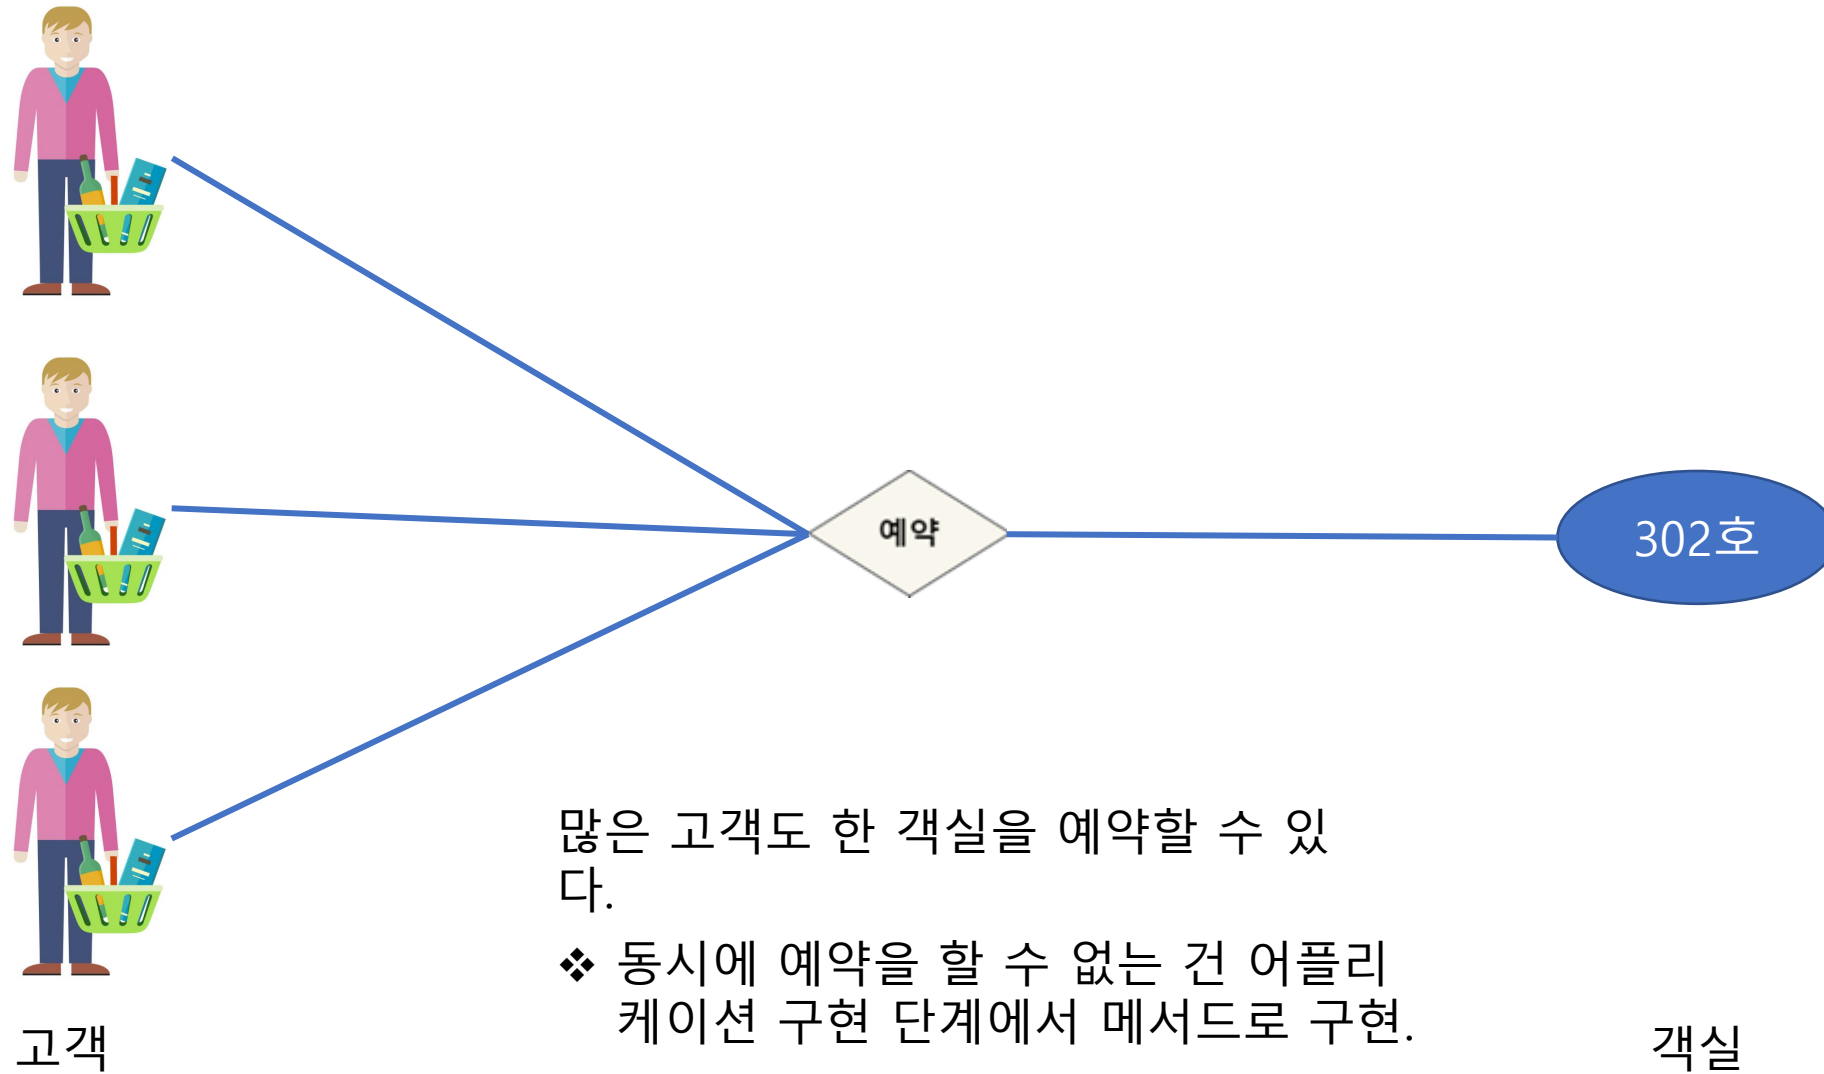 예약
302호
많은 고객도 한 객실을 예약할 수 있
다.
❖ 동시에 예약을 할 수 없는 건 어플리
케이션 구현 단계에서 메서드로 구현.
고객
객실